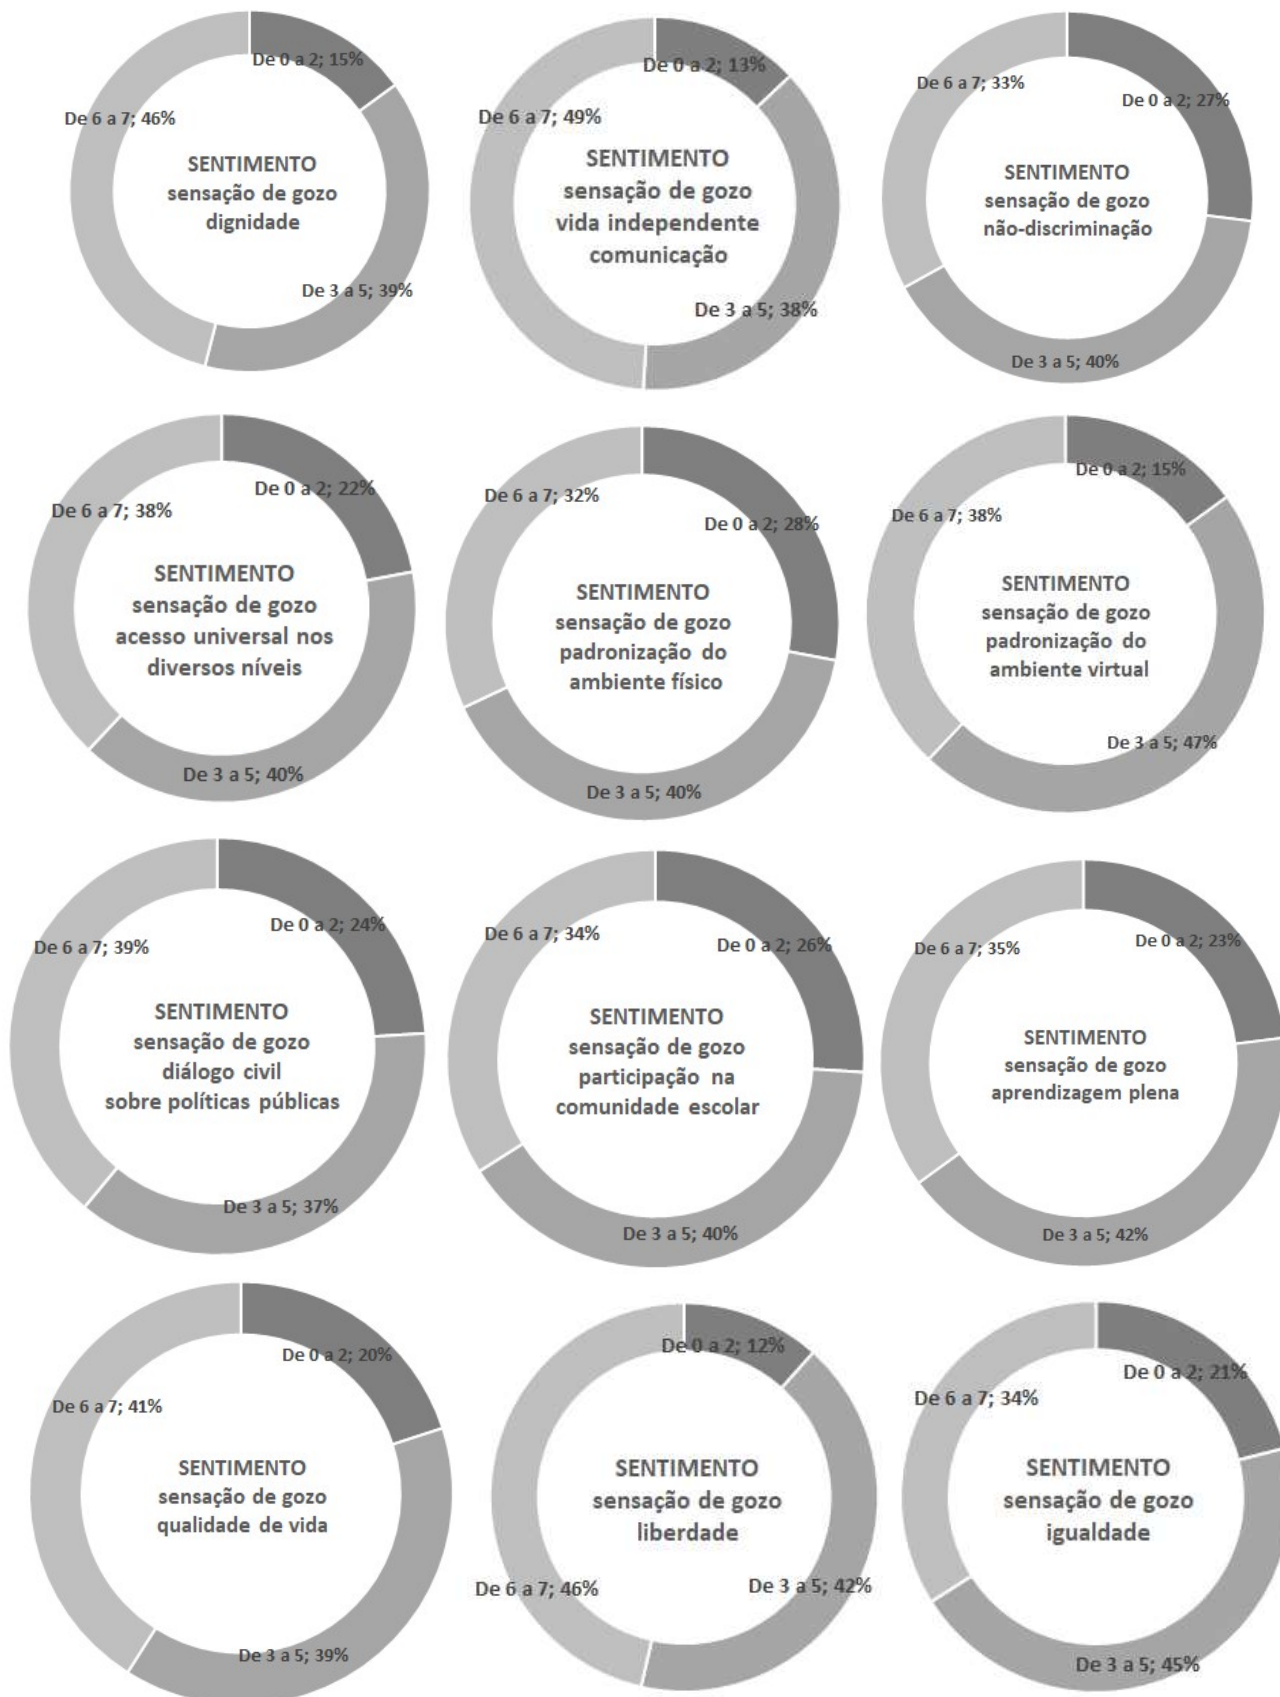 De 0 a 2; 15%
De 6 a 7; 46%
SENTIMENTO
sensação de gozo
dignidade
De 3 a 5; 39%
De 0 a 2; 13%
De 6 a 7; 49%
SENTIMENTO
sensação de gozo
vida independente
comunicação
De 3 a 5; 38%
De 6 a 7; 33%
De 0 a 2; 27%
SENTIMENTO
sensação de gozo
não-discriminação
De 3 a 5; 40%
De 0 a 2; 22%
De 6 a 7; 38%
SENTIMENTO
sensação de gozo
acesso universal nos
diversos níveis
De 3 a 5; 40%
De 6 a 7; 32%
De 0 a 2; 28%
SENTIMENTO
sensação de gozo
padronização do
ambiente físico
De 3 a 5; 40%
De 0 a 2; 15%
De 6 a 7; 38%
SENTIMENTO
sensação de gozo
padronização do
ambiente virtual
De 3 a 5; 47%
De 0 a 2; 24%
De 6 a 7; 39%
SENTIMENTO
sensação de gozo
diálogo civil
sobre políticas públicas
De 3 a 5; 37%
De 6 a 7; 34%
De 0 a 2; 26%
SENTIMENTO
sensação de gozo
participação na
comunidade escolar
De 3 a 5; 40%
De 0 a 2; 23%
De 6 a 7; 35%
SENTIMENTO
sensação de gozo
aprendizagem plena
De 3 a 5; 42%
De 0 a 2; 20%
De 6 a 7; 41%
SENTIMENTO
sensação de gozo
qualidade de vida
De 3 a 5; 39%
De 0 a 2; 12%
SENTIMENTO
sensação de gozo
liberdade
De 6 a 7; 46%
De 3 a 5; 42%
De 0 a 2; 21%
De 6 a 7; 34%
SENTIMENTO
sensação de gozo
igualdade
De 3 a 5; 45%